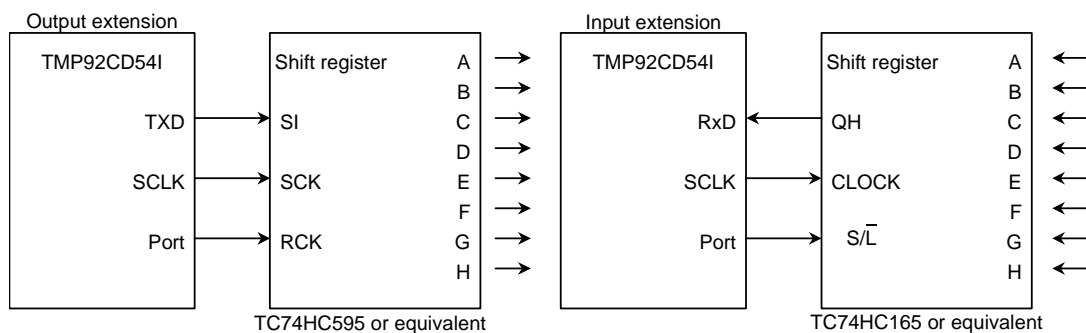 Output extension
TMP92CD54I
TXD
SCLK
Port
Shift register
SI
SCK
RCK
A
B
C
D
E
F
G
H
TC74HC595 or equivalent
Input extension
TMP92CD54I
RxD
SCLK
Port
Shift register
QH
CLOCK
S/L̅
A
B
C
D
E
F
G
H
TC74HC165 or equivalent